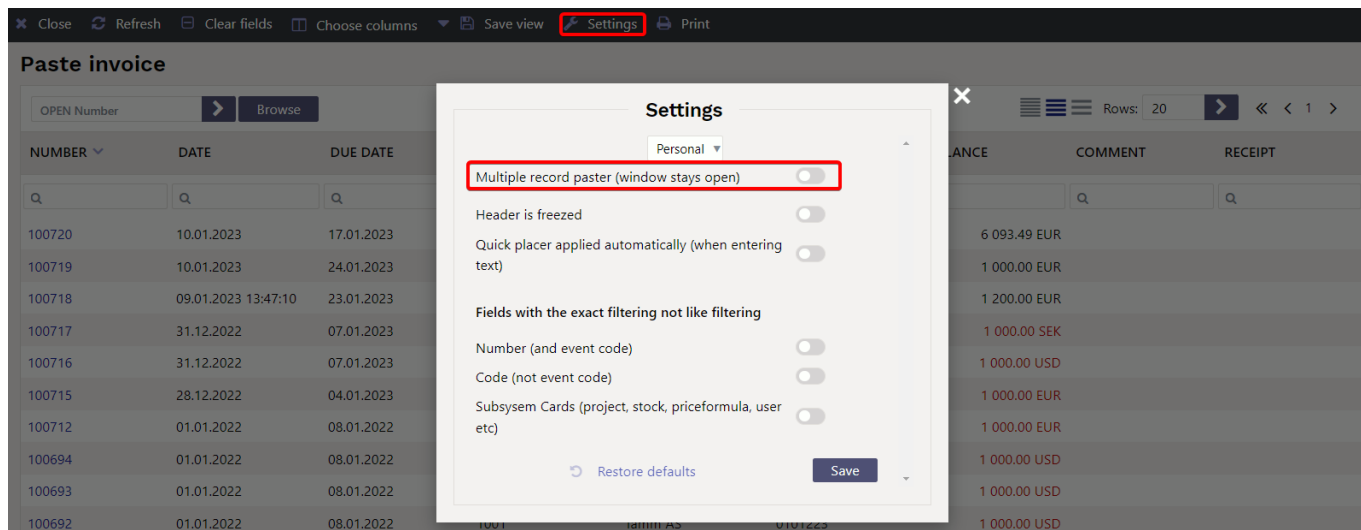 Close Refresh Clear fields Choose columns Save view Settings Print
Paste invoice
OPEN Number Browse Rows: 20 1
Settings
Personal
NUMBER DATE DUE DATE LANCE COMMENT RECEIPT
Multiple record paster (window stays open)
Header is freezed
Quick placer applied automatically (when entering
text)
Fields with the exact filtering not like filtering
Number (and event code)
Code (not event code)
Subsysem Cards (project, stock, priceformula, user
etc)
Restore defaults Save
100720 10.01.2023 17.01.2023 6 093.49 EUR
100719 10.01.2023 24.01.2023 1 000.00 EUR
100718 09.01.2023 13:47:10 23.01.2023 1 200.00 EUR
100717 31.12.2022 07.01.2023 1 000.00 SEK
100716 31.12.2022 07.01.2023 1 000.00 USD
100715 28.12.2022 04.01.2023 1 000.00 EUR
100712 01.01.2022 08.01.2022 1 000.00 EUR
100694 01.01.2022 08.01.2022 1 000.00 USD
100693 01.01.2022 08.01.2022 1 000.00 USD
100692 01.01.2022 08.01.2022 1001 Tamm AS 0101223 1 000.00 USD